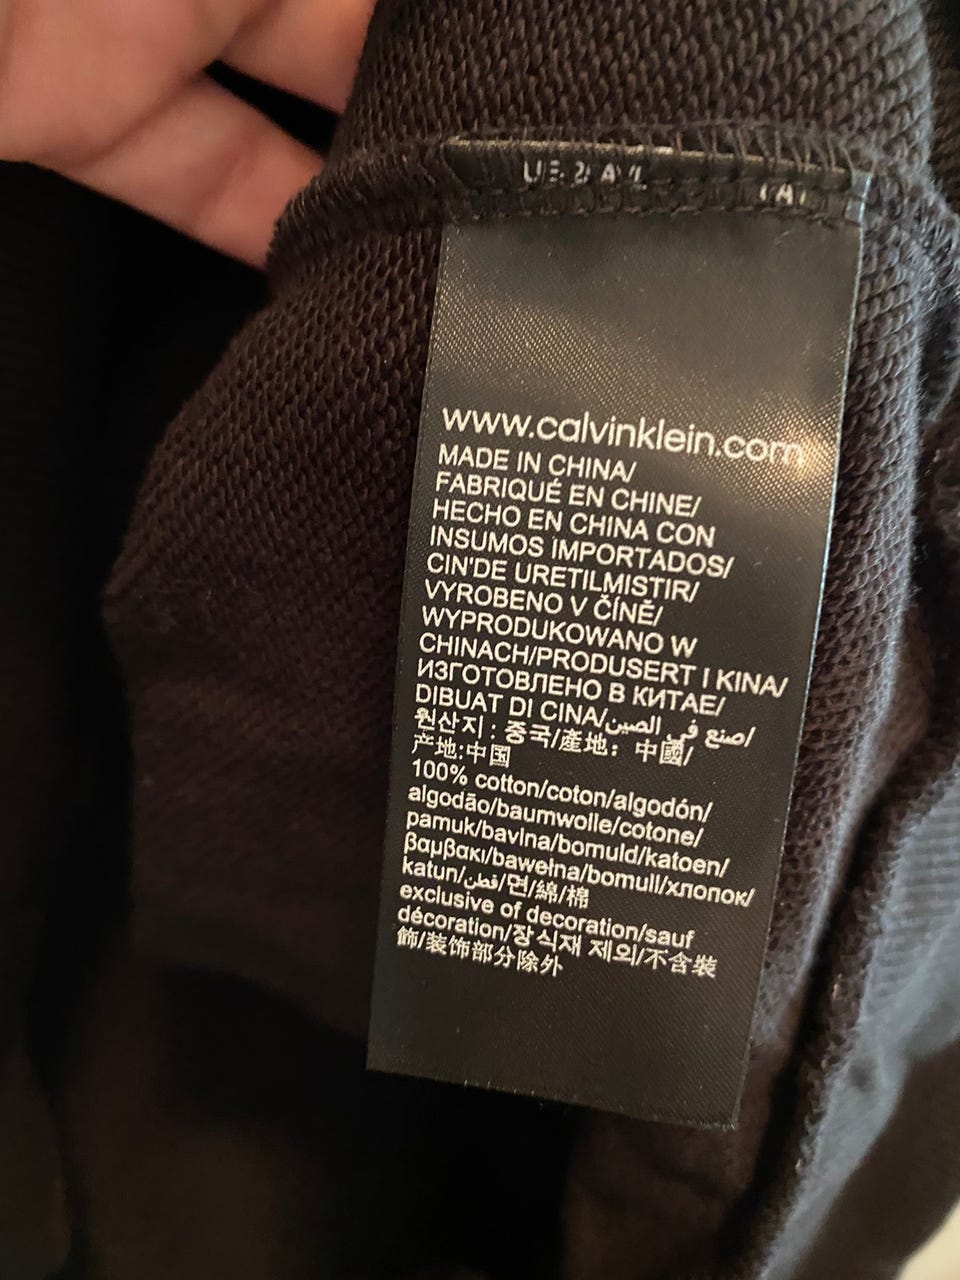 www.calvinklein.com
MADE IN CHINA/
FABRIQUÉ EN CHINE/
HECHO EN CHINA CON
INSUMOS IMPORTADOS/
CIN'DE URETILMISTIR/
VYROBENO V ČÍNĚ/
WYPRODUKOWANO W
CHINACH/PRODUSERT I KINA/
ИЗГОТОВЛЕНО В КИТАЕ/
DIBUAT DI CINA/صنع في الصين/
원산지 : 중국/產地： 中國/
产地:中国
100% cotton/coton/algodón/
algodão/baumwolle/cotone/
pamuk/bavlna/bomuld/katoen/
βαμβακι/bawełna/bomull/хлопок/
katun/قطن/면/綿/棉
exclusive of decoration/sauf
décoration/장식재 제외/不含裝
飾/装饰部分除外